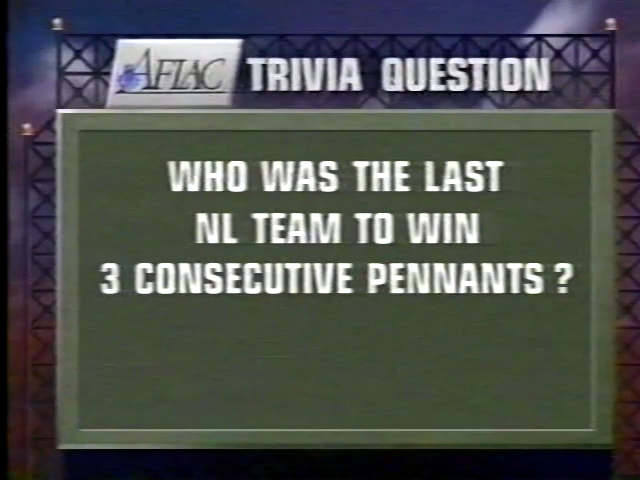 AFLAC TRIVIA QUESTION
WHO WAS THE LAST
NL TEAM TO WIN
3 CONSECUTIVE PENNANTS ?